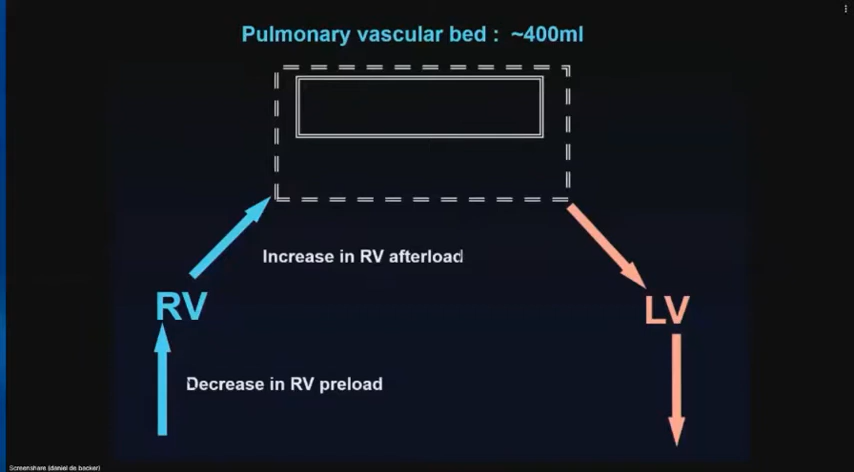 Pulmonary vascular bed : ~400ml
Increase in RV afterload
RV
LV
Decrease in RV preload
Screenshare (daniel de backer)